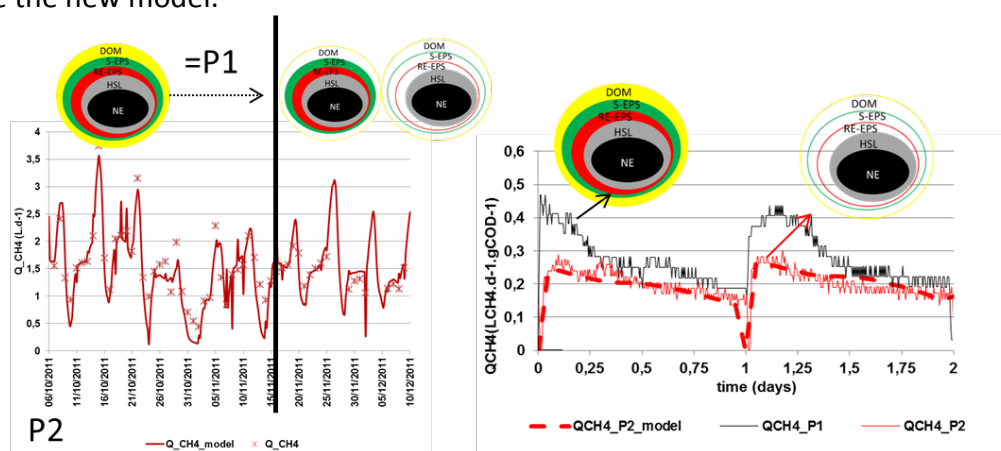 e the new model.
DOM
S-EPS
RE-EPS
HSL
NE
=P1
DOM
S-EPS
RE-EPS
HSL
NE
DOM
S-EPS
RE-EPS
HSL
NE
Q_CH4 (L.d-1)
4
3,5
3
2,5
2
1,5
1
0,5
0
06/10/2011
11/10/2011
16/10/2011
21/10/2011
26/10/2011
31/10/2011
05/11/2011
10/11/2011
15/11/2011
20/11/2011
25/11/2011
30/11/2011
05/12/2011
10/12/2011
P2
Q_CH4_model
Q_CH4
DOM
S-EPS
RE-EPS
HSL
NE
DOM
S-EPS
RE-EPS
HSL
NE
QCH4(LCH4.d-1.gCOD-1)
0,6
0,5
0,4
0,3
0,2
0,1
0
0
0,25
0,5
0,75
1
1,25
1,5
1,75
2
time (days)
QCH4_P2_model
QCH4_P1
QCH4_P2